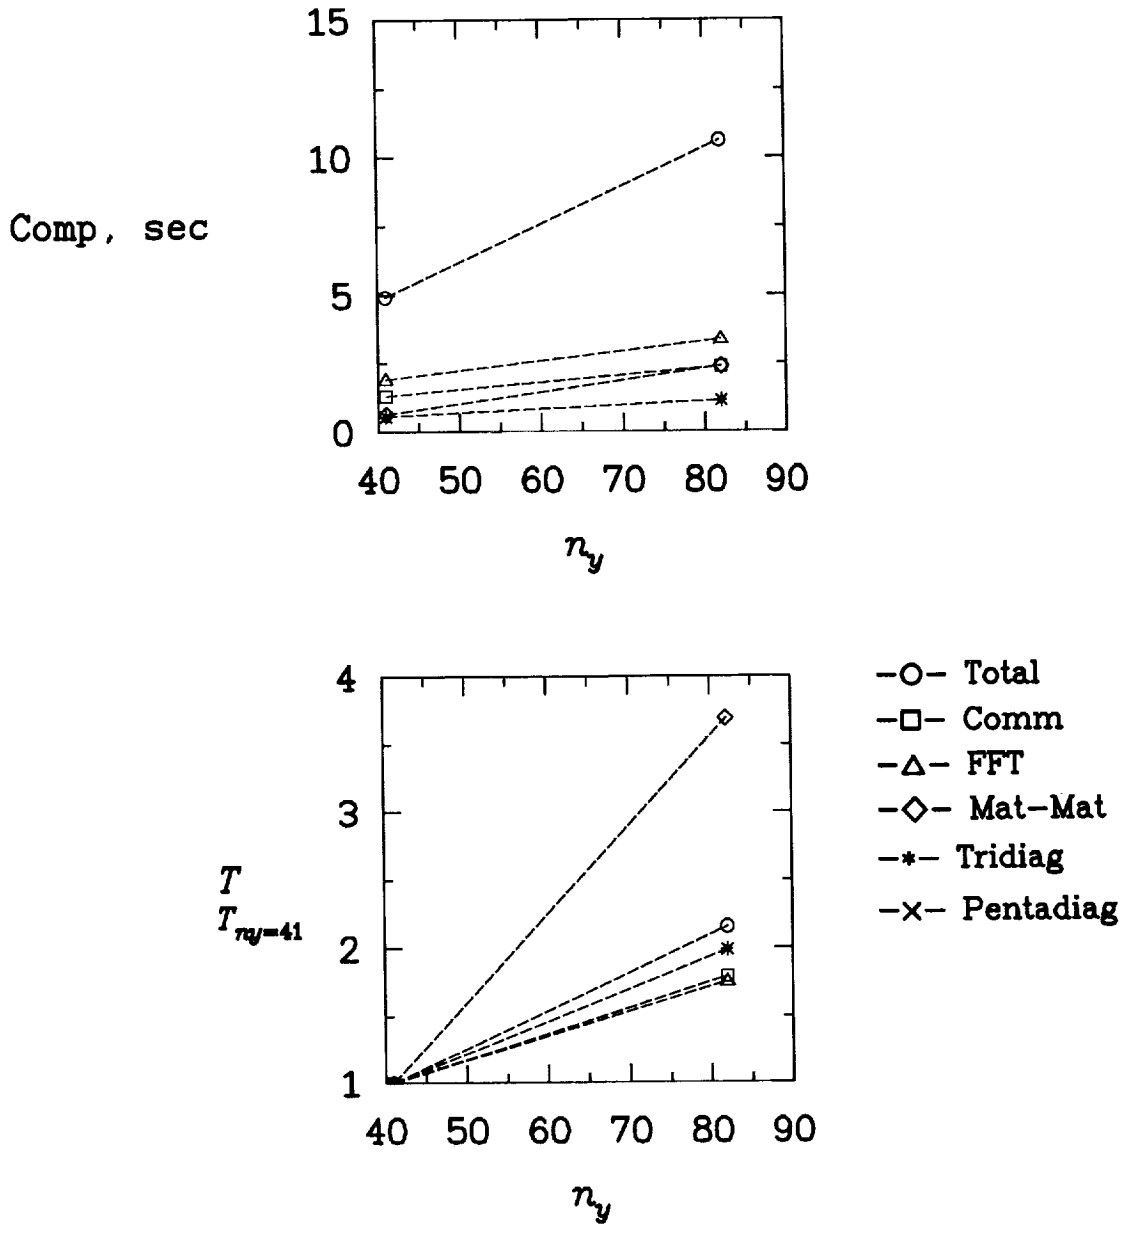 15
10
Comp, sec
5
0
40 50 60 70 80 90
n_y
4
3
T
T_ny=41
2
1
40 50 60 70 80 90
n_y
Total
Comm
FFT
Mat-Mat
Tridiag
Pentadiag